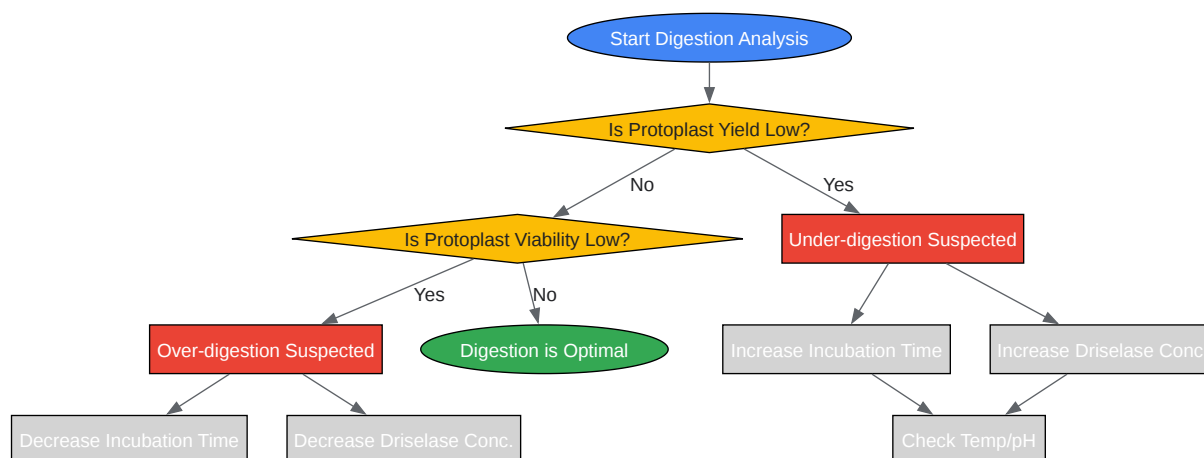 Start Digestion Analysis
Is Protoplast Yield Low?
No
Yes
Is Protoplast Viability Low?
Under-digestion Suspected
Yes
No
Over-digestion Suspected
Digestion is Optimal
Increase Incubation Time
Increase Driselase Conc.
Decrease Incubation Time
Decrease Driselase Conc.
Check Temp/pH